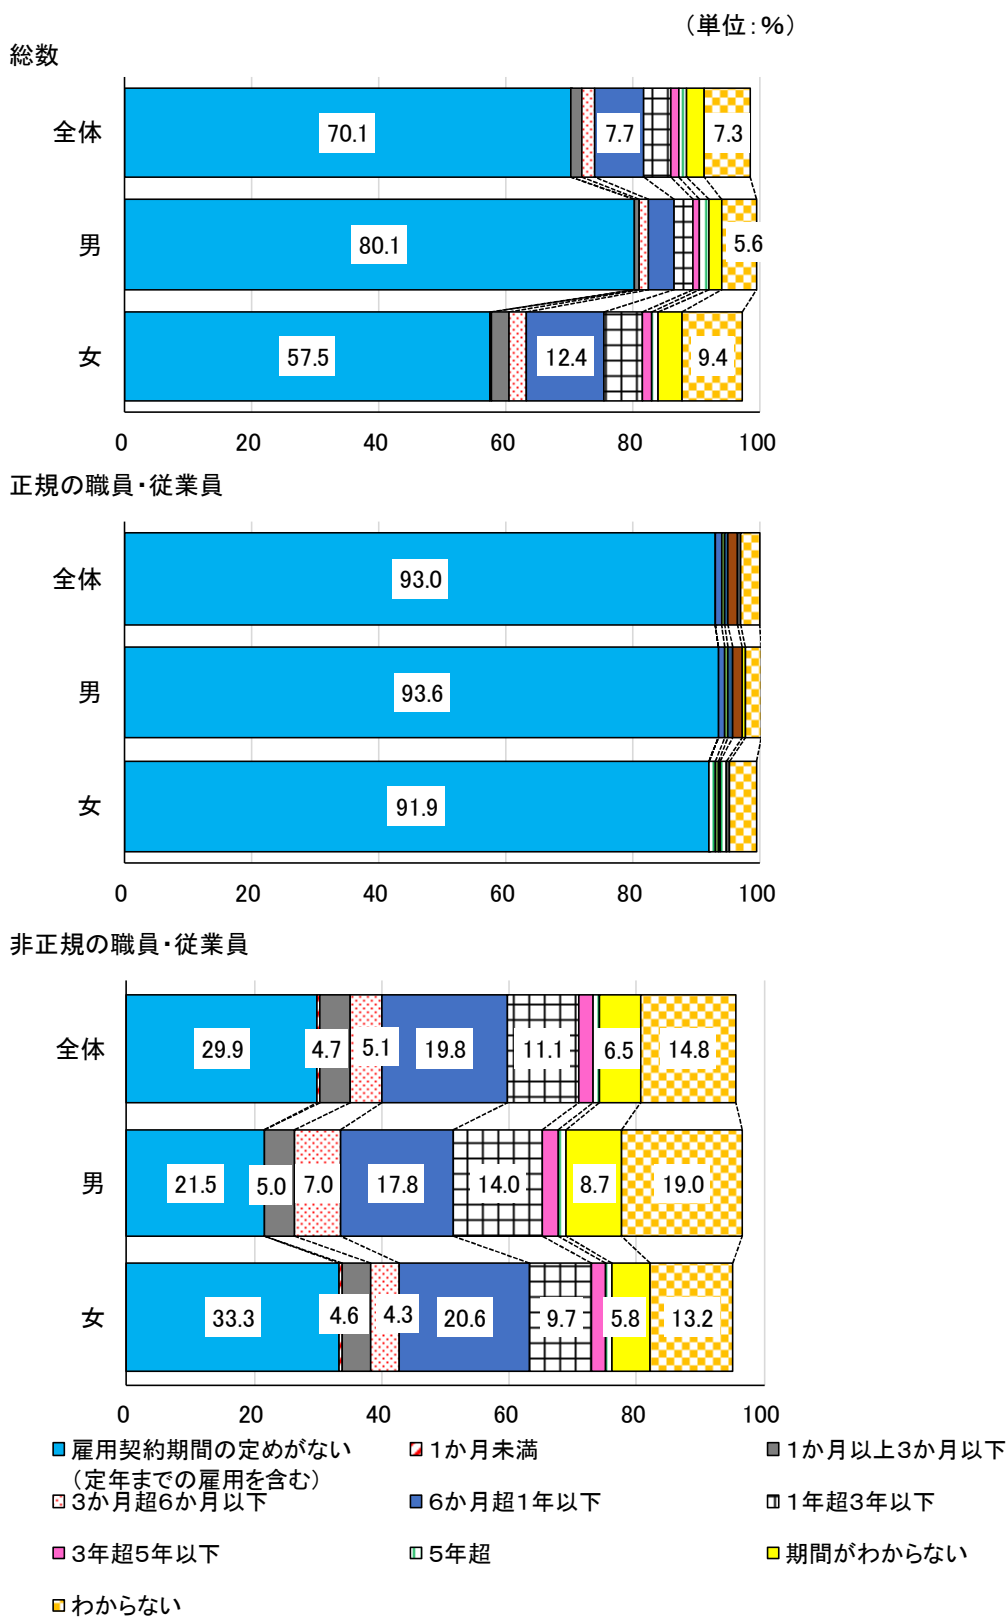 （単位：％）
総数
全体
70.1
7.7
7.3
男
80.1
5.6
女
57.5
12.4
9.4
0 20 40 60 80 100
正規の職員・従業員
全体
93.0
男
93.6
女
91.9
0 20 40 60 80 100
非正規の職員・従業員
全体
29.9
4.7
5.1
19.8
11.1
6.5
14.8
男
21.5
5.0
7.0
17.8
14.0
8.7
19.0
女
33.3
4.6
4.3
20.6
9.7
5.8
13.2
0 20 40 60 80 100
雇用契約期間の定めがない
（定年までの雇用を含む）
１か月未満
１か月以上３か月以下
３か月超６か月以下
６か月超１年以下
１年超３年以下
３年超５年以下
５年超
期間がわからない
わからない